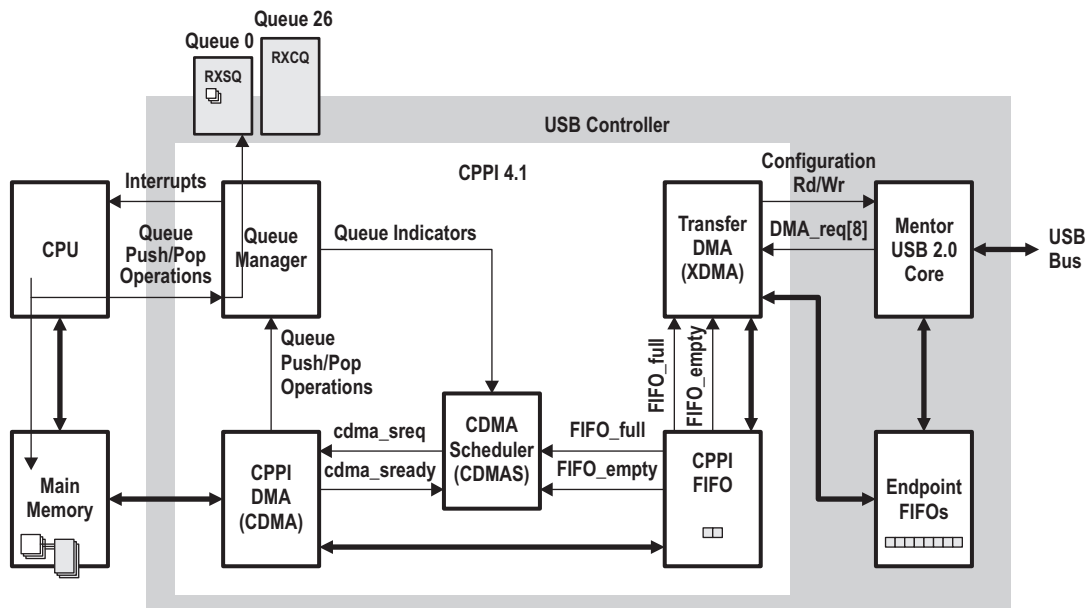 Queue 26
Queue 0
RXSQ
RXCQ
USB Controller
CPPI 4.1
Interrupts
Configuration
Rd/Wr
CPU
Queue
Push/Pop
Operations
Queue
Manager
Queue Indicators
Transfer
DMA
(XDMA)
DMA_req[8]
Mentor
USB 2.0
Core
USB
Bus
Queue
Push/Pop
Operations
FIFO_full
FIFO_empty
cdma_sreq
cdma_sready
CDMA
Scheduler
(CDMAS)
FIFO_full
FIFO_empty
Main
Memory
CPPI
DMA
(CDMA)
CPPI
FIFO
Endpoint
FIFOs